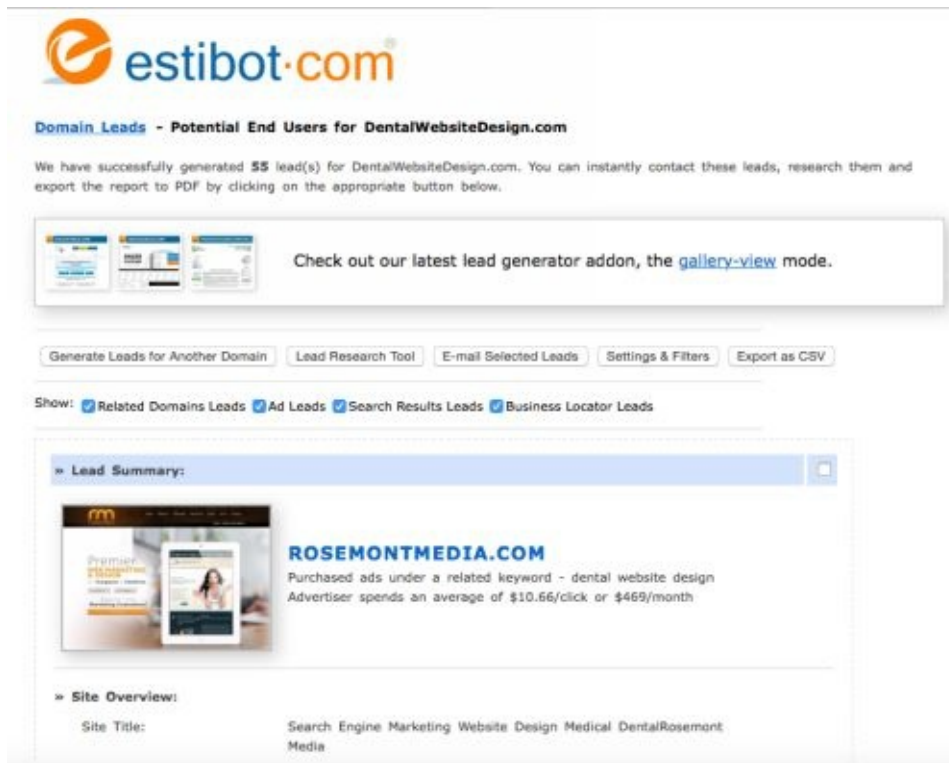 estibot.com
Domain Leads - Potential End Users for DentalWebsiteDesign.com
We have successfully generated 55 lead(s) for DentalWebsiteDesign.com. You can instantly contact these leads, research them and
export the report to PDF by clicking on the appropriate button below.
Check out our latest lead generator addon, the gallery-view mode.
Generate Leads for Another Domain Lead Research Tool E-mail Selected Leads Settings & Filters Export as CSV
Show: Related Domains Leads Ad Leads Search Results Leads Business Locator Leads
» Lead Summary:
Premier
ROSEMONTMEDIA.COM
Purchased ads under a related keyword - dental website design
Advertiser spends an average of $10.66/click or $469/month
» Site Overview:
Site Title: Search Engine Marketing Website Design Medical DentalRosemont
Media